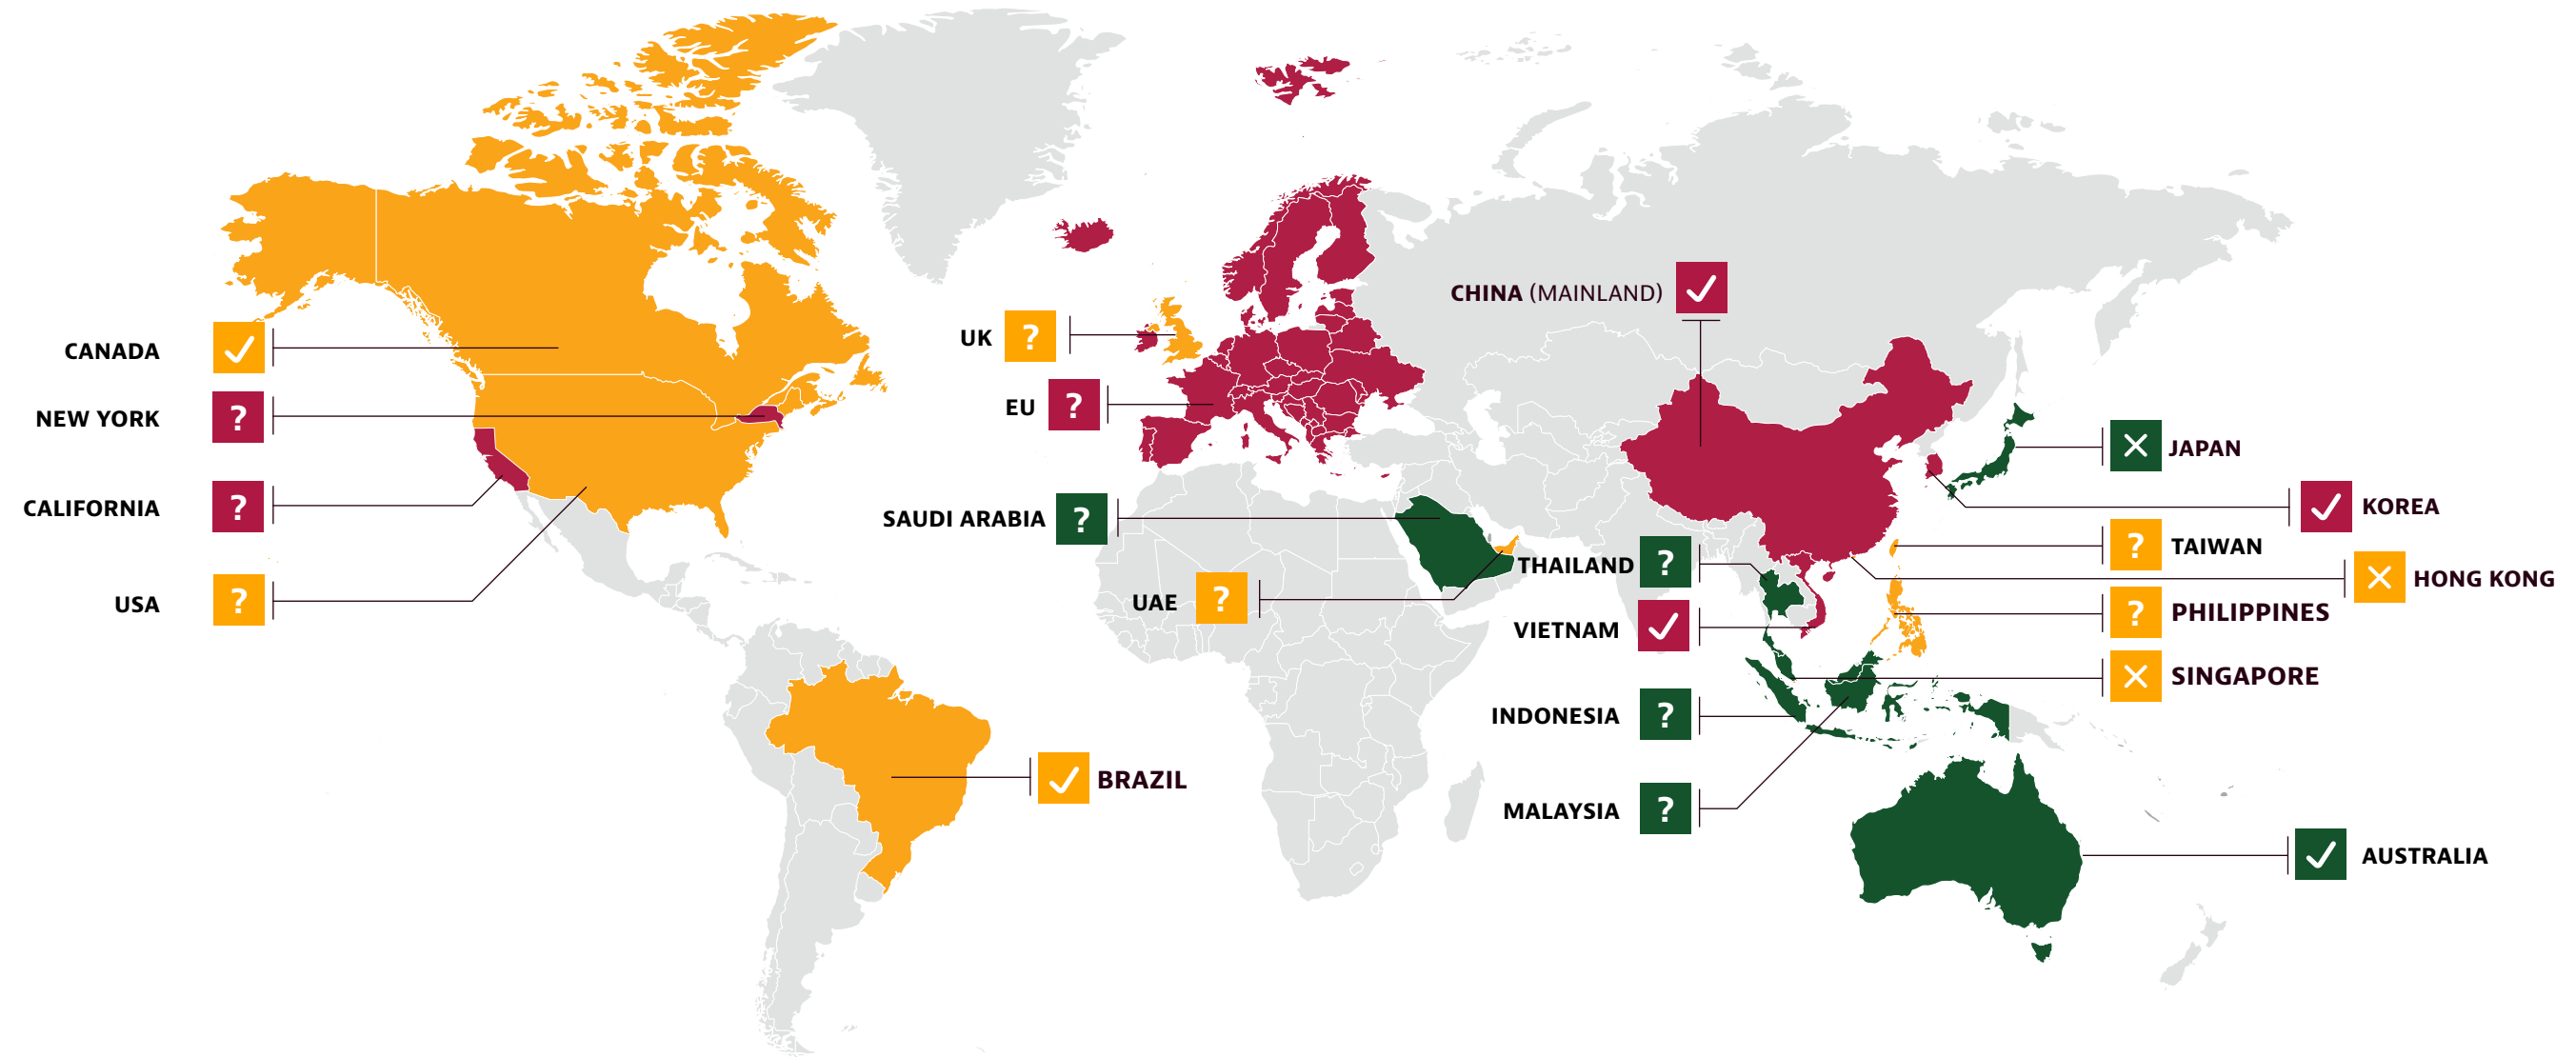 CANADA
NEW YORK
CALIFORNIA
USA
BRAZIL
UK
EU
SAUDI ARABIA
UAE
CHINA (MAINLAND)
THAILAND
VIETNAM
INDONESIA
MALAYSIA
JAPAN
KOREA
TAIWAN
HONG KONG
PHILIPPINES
SINGAPORE
AUSTRALIA
?
?
?
?
?
?
?
?
?
?
?
?
?